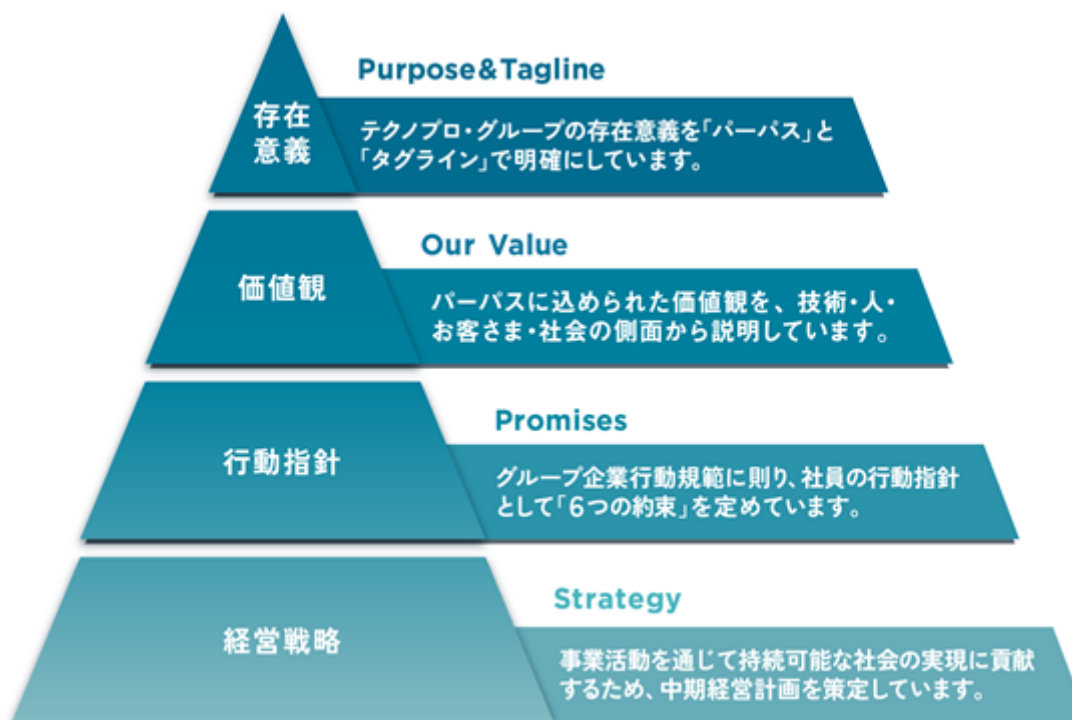 Purpose&Tagline
存在
意義
テクノプロ・グループの存在意義を「パーパス」と
「タグライン」で明確にしています。
Our Value
価値観
パーパスに込められた価値観を、技術・人・
お客さま・社会の側面から説明しています。
Promises
行動指針
グループ企業行動規範に則り、社員の行動指針
として「6つの約束」を定めています。
Strategy
経営戦略
事業活動を通じて持続可能な社会の実現に貢献
するため、中期経営計画を策定しています。